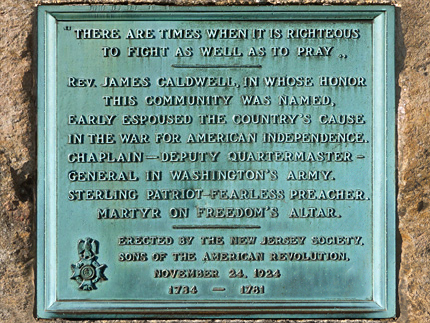 "THERE ARE TIMES WHEN IT IS RIGHTEOUS
TO FIGHT AS WELL AS TO PRAY„
REV. JAMES CALDWELL, IN WHOSE HONOR
THIS COMMUNITY WAS NAMED,
EARLY ESPOUSED THE COUNTRY'S CAUSE
IN THE WAR FOR AMERICAN INDEPENDENCE.
CHAPLAIN—DEPUTY QUARTERMASTER-
GENERAL IN WASHINGTON'S ARMY.
STERLING PATRIOT—FEARLESS PREACHER.
MARTYR ON FREEDOM'S ALTAR.
ERECTED BY THE NEW JERSEY SOCIETY,
SONS OF THE AMERICAN REVOLUTION,
NOVEMBER 24, 1924
1734 — 1781